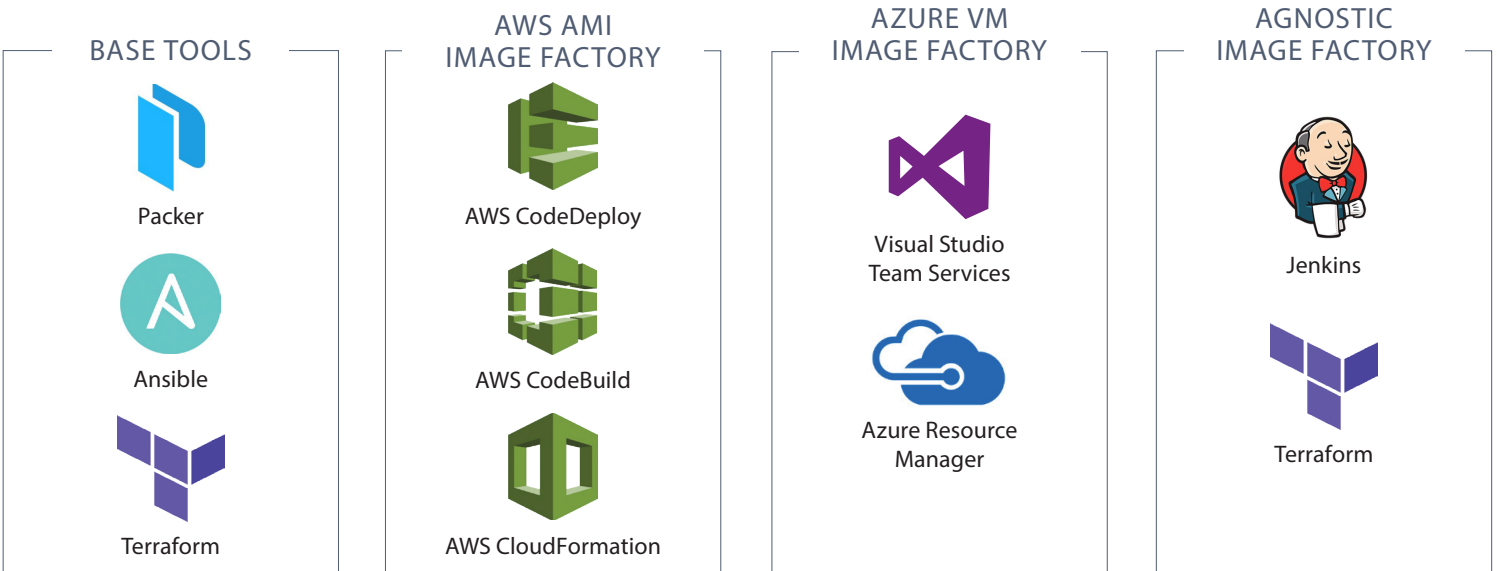 BASE TOOLS
Packer
Ansible
Terraform
AWS AMI
IMAGE FACTORY
AWS CodeDeploy
AWS CodeBuild
AWS CloudFormation
AZURE VM
IMAGE FACTORY
Visual Studio
Team Services
Azure Resource
Manager
AGNOSTIC
IMAGE FACTORY
Jenkins
Terraform